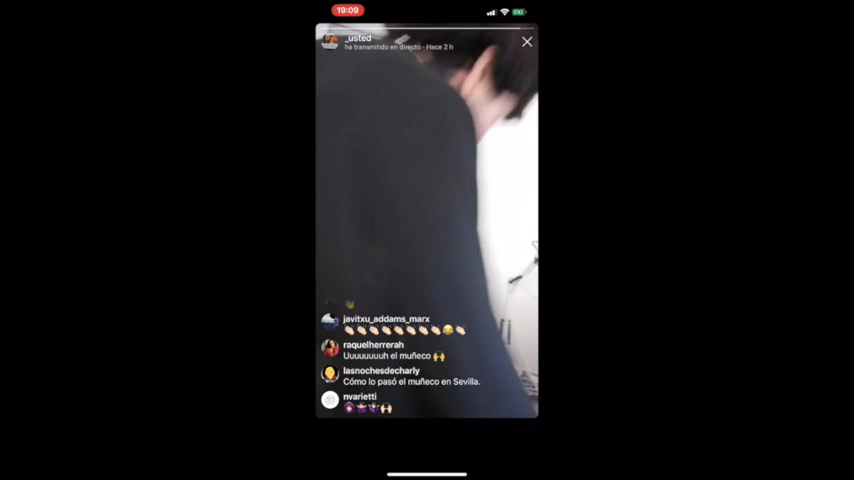 19:09
_usted
ha transmitido en directo · Hace 2 h
javitxu_addams_marx
👏🏻👏🏻👏🏻👏🏻👏🏻👏🏻👏🏻👏🏻😂👏🏻
raquelherrerah
Uuuuuuuuh el muñeco 🙌
lasnochesdecharly
Cómo lo pasó el muñeco en Sevilla.
nvarietti